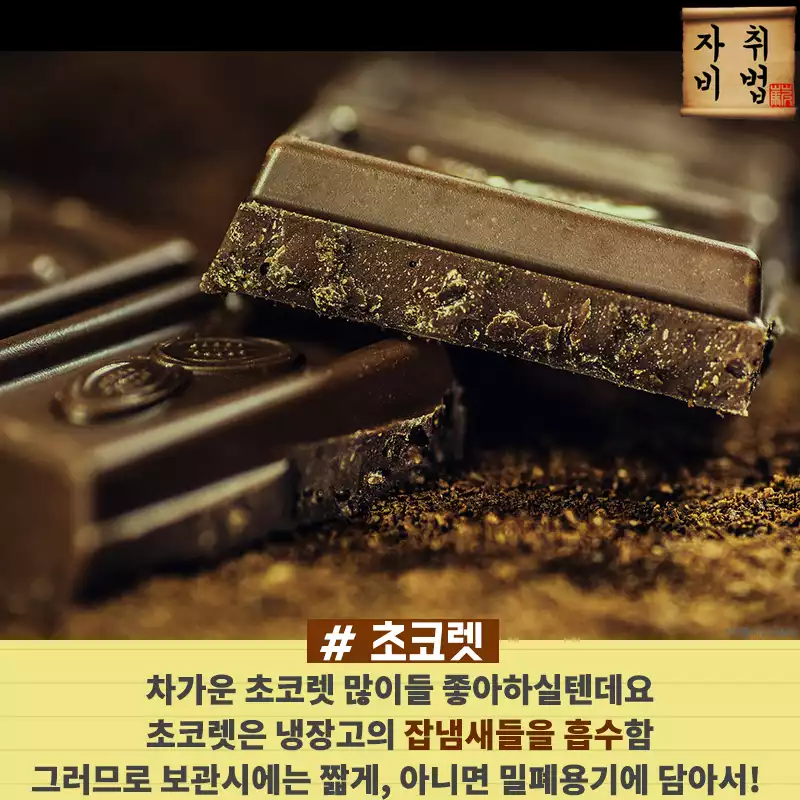 자취
비법
# 초코렛
차가운 초코렛 많이들 좋아하실텐데요
초코렛은 냉장고의 잡냄새들을 흡수함
그러므로 보관시에는 짧게, 아니면 밀폐용기에 담아서!